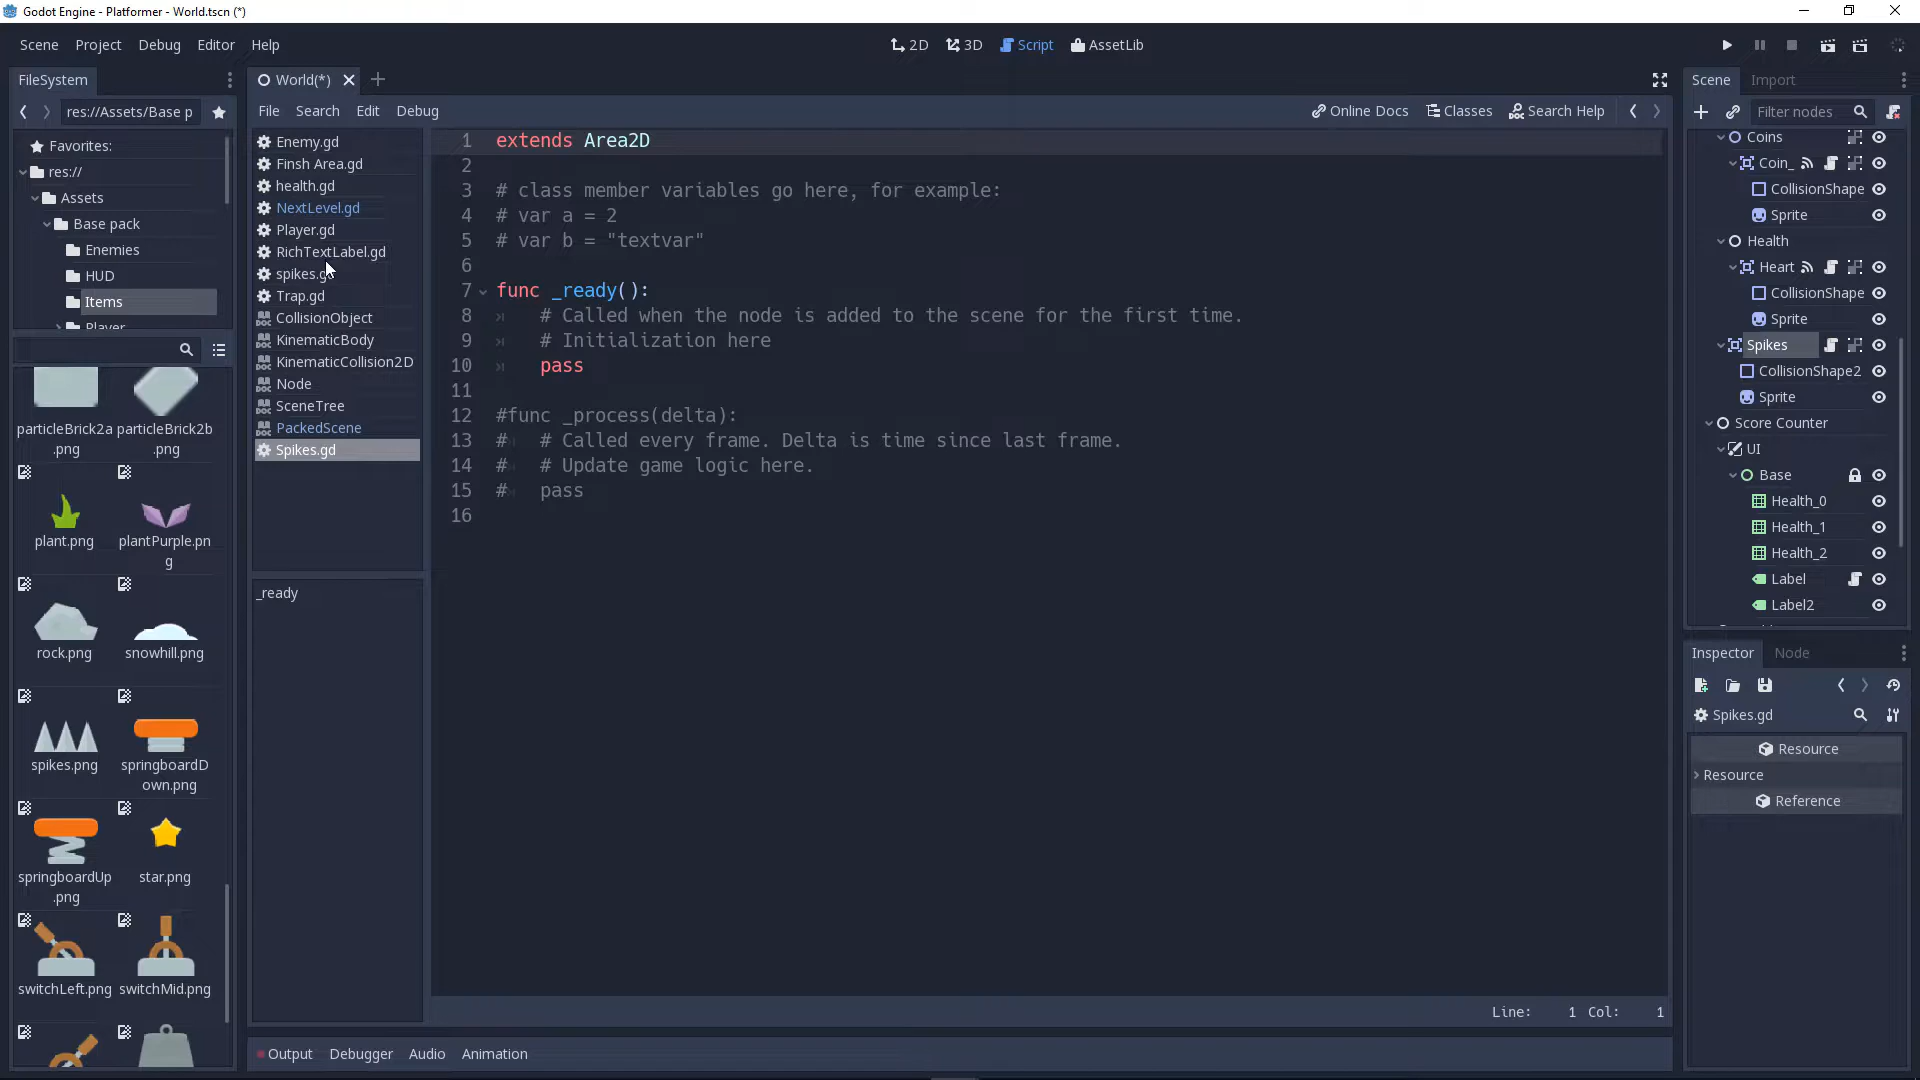 Godot Engine - Platformer - World.tscn (*)
Scene Project Debug Editor Help
2D 3D Script AssetLib
FileSystem
res://Assets/Base p
Favorites:
res://
Assets
Base pack
Enemies
HUD
Items
Player
particleBrick2a.png
particleBrick2b.png
plant.png
plantPurple.png
rock.png
snowhill.png
spikes.png
springboardDown.png
springboardUp.png
star.png
switchLeft.png
switchMid.png
World(*)
File Search Edit Debug
Online Docs Classes Search Help
Enemy.gd
Finsh Area.gd
health.gd
NextLevel.gd
Player.gd
RichTextLabel.gd
spikes.gd
Trap.gd
CollisionObject
KinematicBody
KinematicCollision2D
Node
SceneTree
PackedScene
Spikes.gd
_ready
1 extends Area2D
2
3 # class member variables go here, for example:
4 # var a = 2
5 # var b = "textvar"
6
7 func _ready():
8 # Called when the node is added to the scene for the first time.
9 # Initialization here
10 pass
11
12 #func _process(delta):
13 # # Called every frame. Delta is time since last frame.
14 # # Update game logic here.
15 # pass
16
Line: 1 Col: 1
Output Debugger Audio Animation
Scene Import
Filter nodes
Coins
Coin_
CollisionShape
Sprite
Health
Heart
CollisionShape
Sprite
Spikes
CollisionShape2
Sprite
Score Counter
UI
Base
Health_0
Health_1
Health_2
Label
Label2
Inspector Node
Spikes.gd
Resource
Resource
Reference